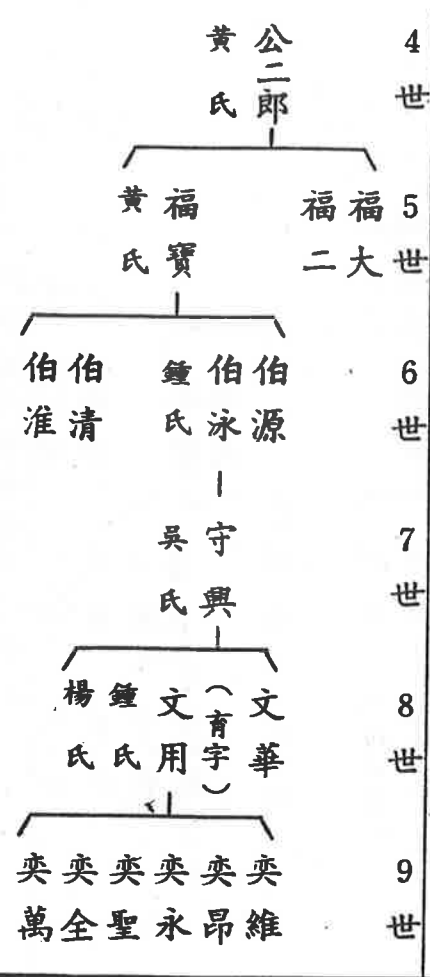 4世
公二郎
黃氏
5世
福大
福二
福寶
黃氏
6世
伯源
伯泳
鍾氏
伯清
伯淮
7世
守興
吳氏
8世
文華
(育字)
文用
鍾氏
楊氏
9世
奕維
奕昂
奕永
奕聖
奕全
奕萬